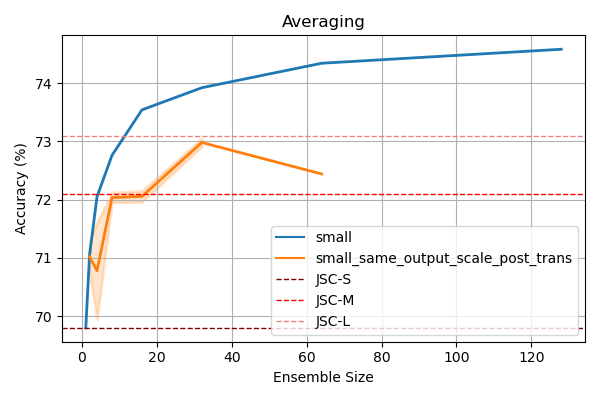 Averaging
Accuracy (%)
74
73
72
71
70
small
small_same_output_scale_post_trans
JSC-S
JSC-M
JSC-L
0 20 40 60 80 100 120
Ensemble Size